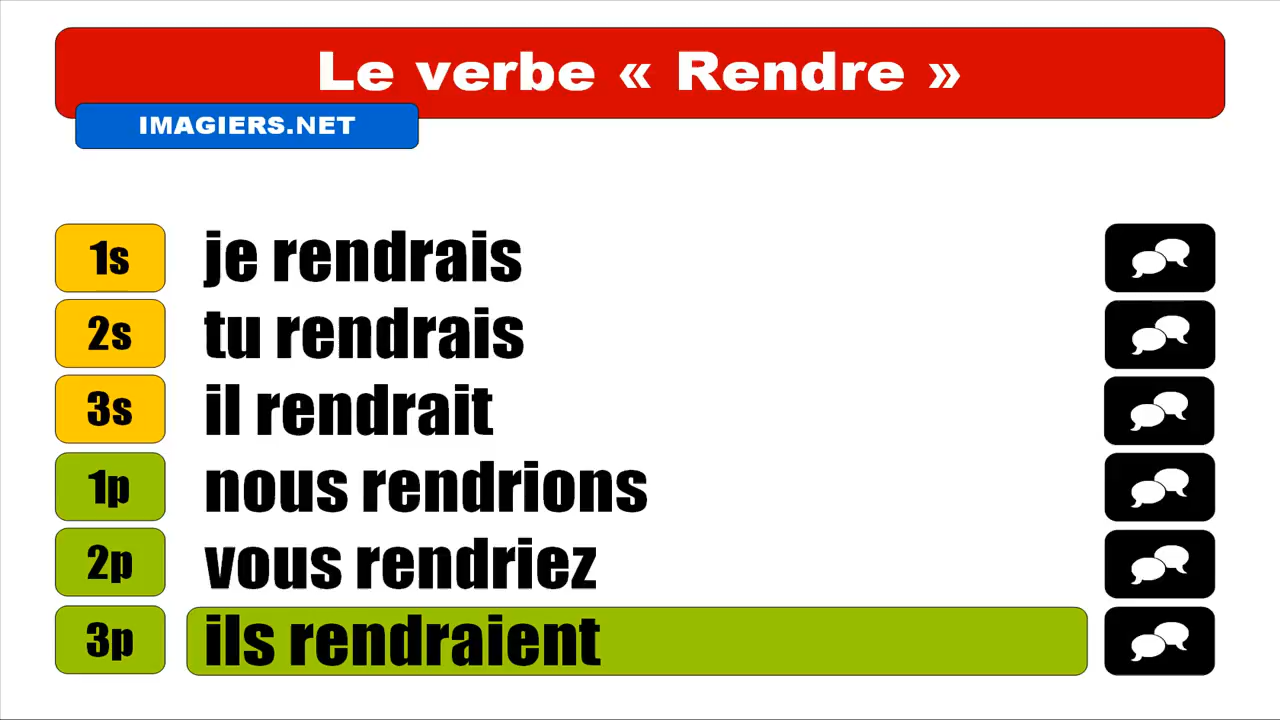 Le verbe « Rendre »
IMAGIERS.NET
1s je rendrais
2s tu rendrais
3s il rendrait
1p nous rendrions
2p vous rendriez
3p ils rendraient